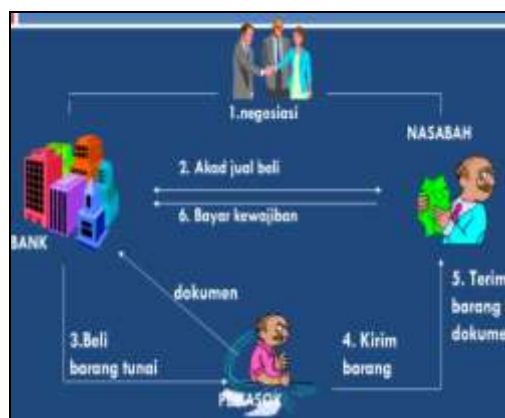 1.negosiasi
NASABAH
2. Akad jual beli
6. Bayar kewajiban
BANK
dokumen
5. Terim
barang
dokume
3.Beli
barang tunai
4. Kirim
barang
PEMASOK